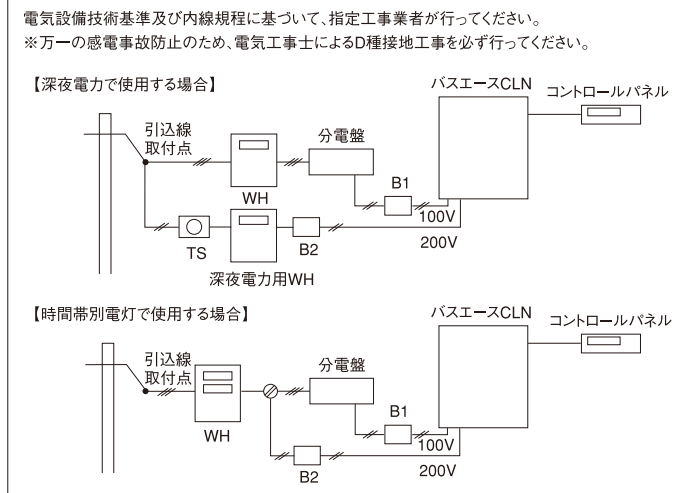 電気設備技術基準及び内線規程に基づいて、指定工事業者が行ってください。
※万一の感電事故防止のため、電気工事士によるD種接地工事を必ず行ってください。
【深夜電力で使用する場合】
バスエースCLN
コントロールパネル
引込線
取付点
分電盤
WH
B1
100V
TS
B2
200V
深夜電力用WH
【時間帯別電灯で使用する場合】
バスエースCLN
コントロールパネル
引込線
取付点
分電盤
WH
B1
100V
B2
200V